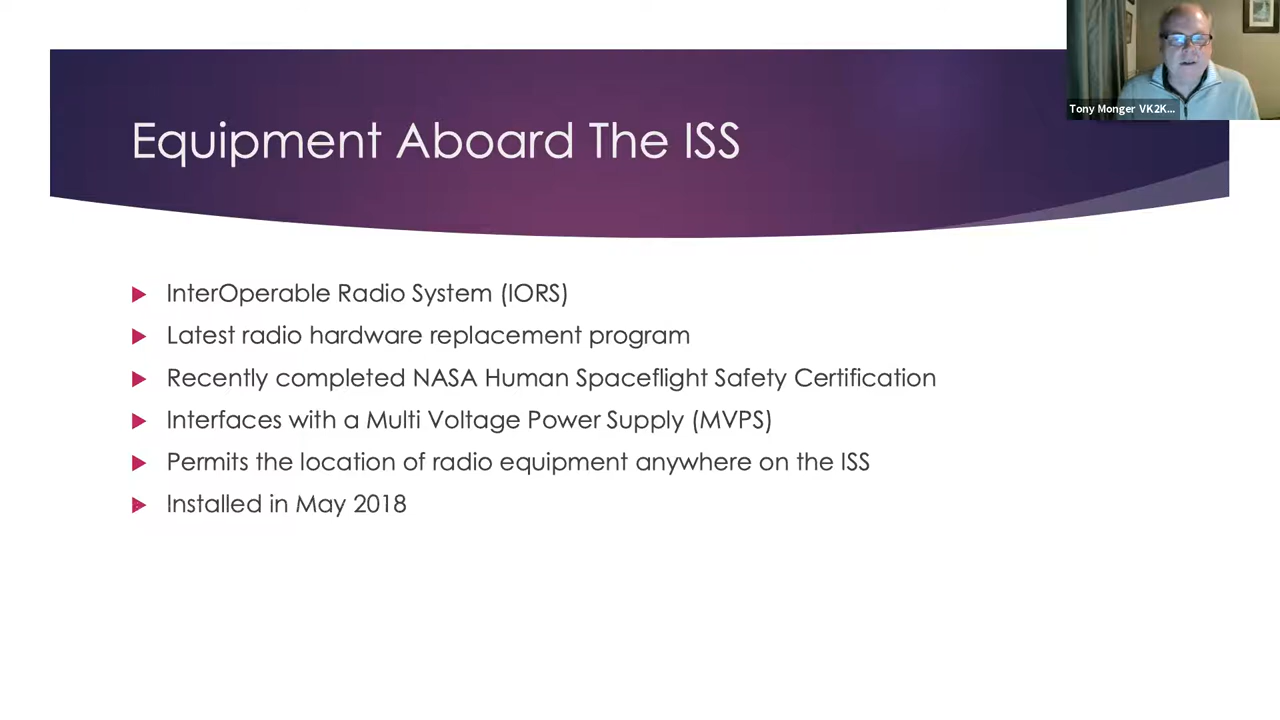 Equipment Aboard The ISS
Tony Monger VK2K...
InterOperable Radio System (IORS)
Latest radio hardware replacement program
Recently completed NASA Human Spaceflight Safety Certification
Interfaces with a Multi Voltage Power Supply (MVPS)
Permits the location of radio equipment anywhere on the ISS
Installed in May 2018